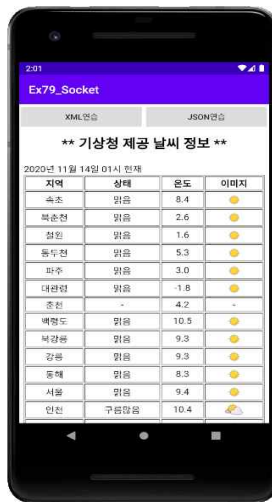 2:01
Ex79_Socket
XML연습 JSON연습
** 기상청 제공 날씨 정보 **
2020년 11월 14일 01시 현재
지역 상태 온도 이미지
속초 맑음 8.4
북춘천 맑음 2.6
철원 맑음 1.6
동두천 맑음 5.3
파주 맑음 3.0
대관령 맑음 -1.8
춘천 - 4.2 -
백령도 맑음 10.5
북강릉 맑음 9.3
강릉 맑음 9.3
동해 맑음 8.3
서울 맑음 9.4
인천 구름많음 10.4